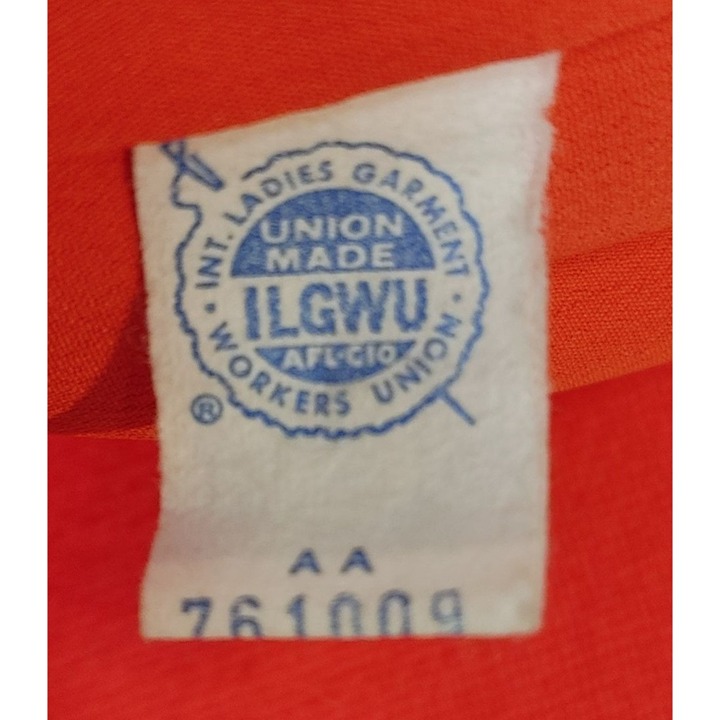 INT. LADIES GARMENT
UNION
MADE
ILGWU
AFL-CIO
· WORKERS UNION ·
®
AA
761009